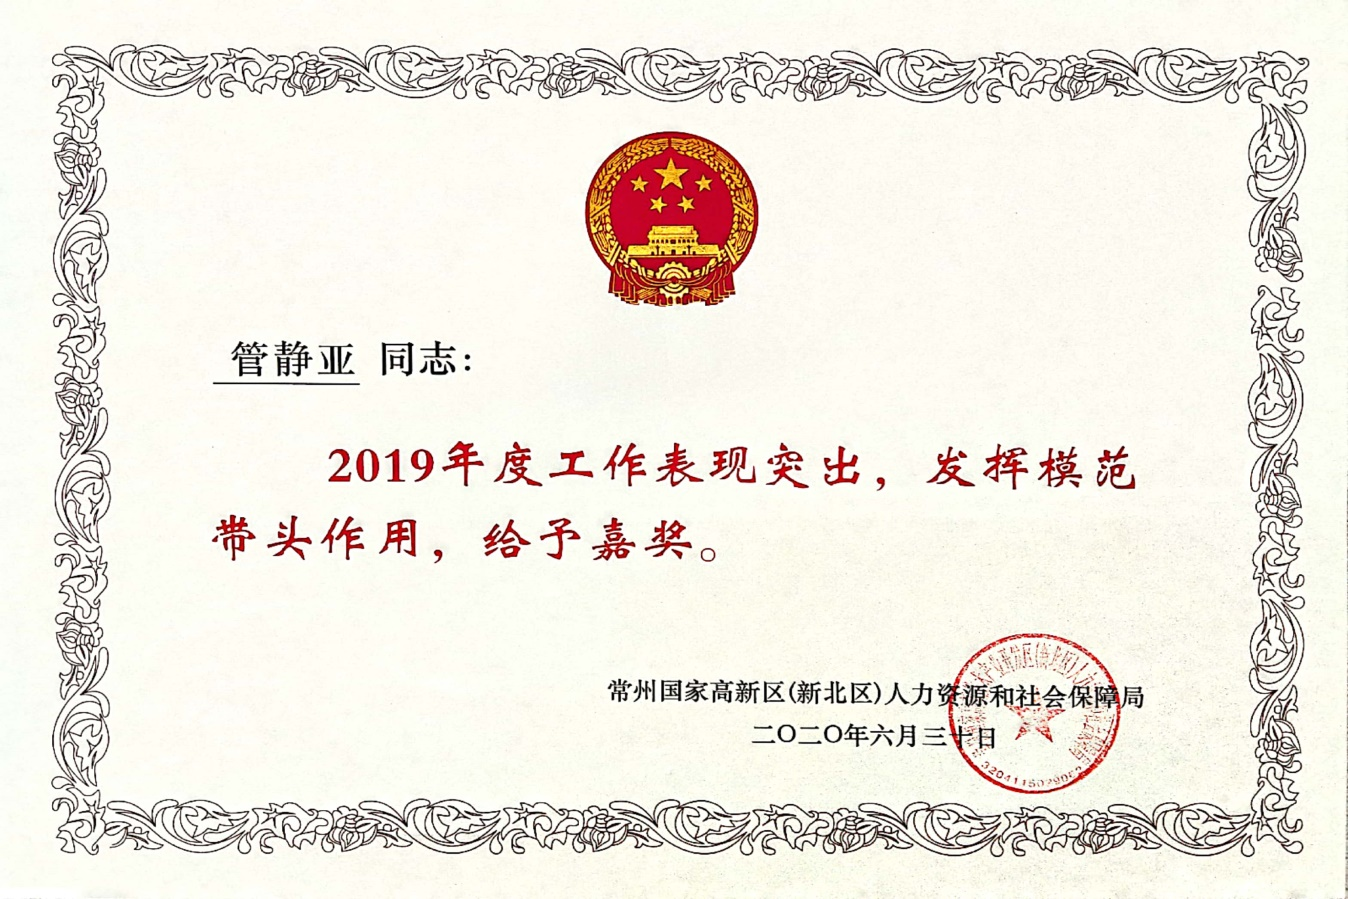 管静亚 同志：
2019年度工作表现突出，发挥模范
带头作用，给予嘉奖。
常州国家高新区(新北区)人力资源和社会保障局
二〇二〇年六月三十日